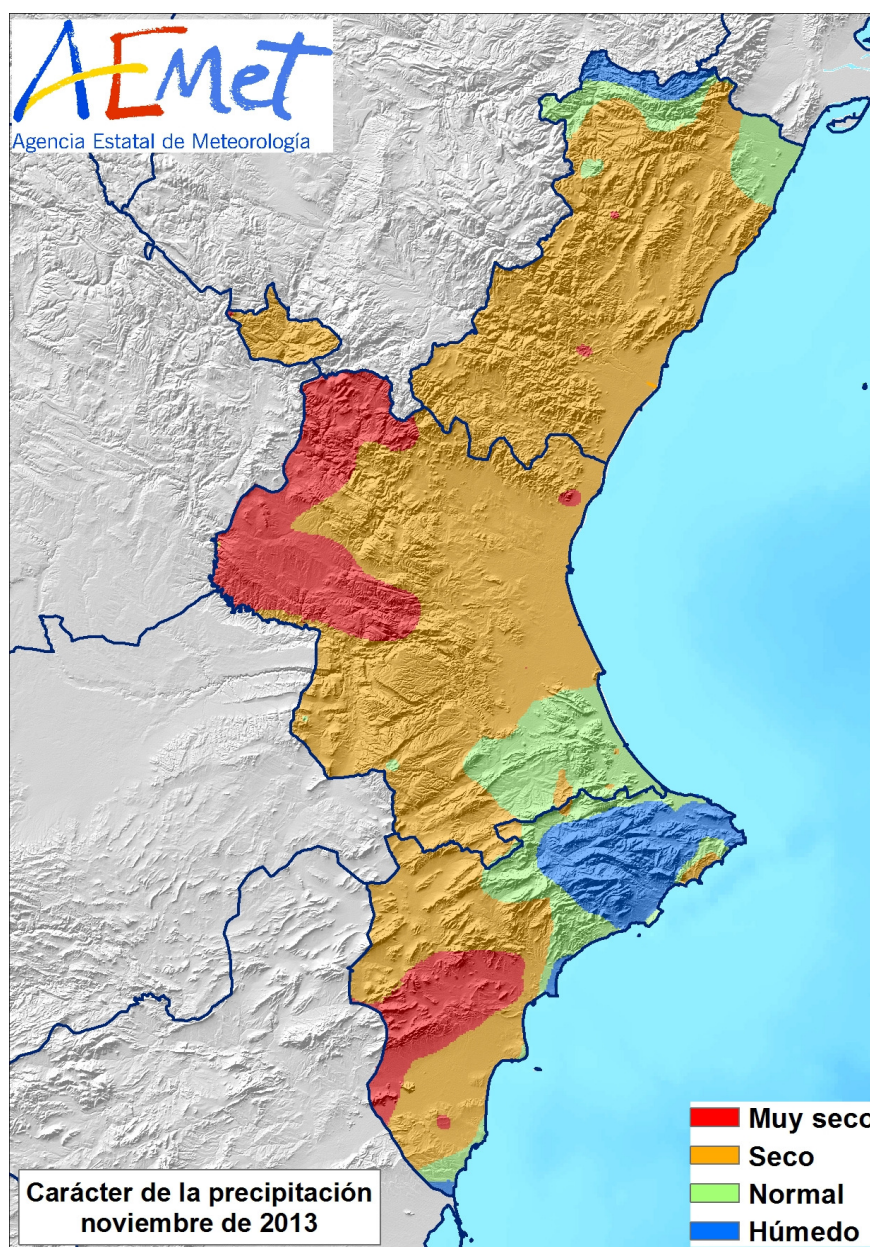 AEMet
Agencia Estatal de Meteorología
Muy seco
Seco
Normal
Húmedo
Carácter de la precipitación
noviembre de 2013